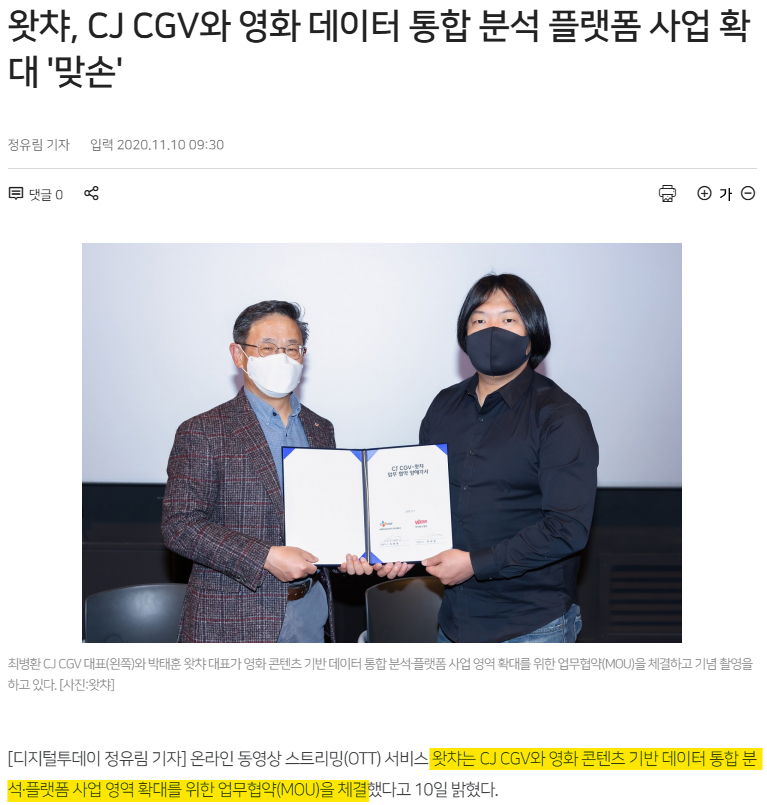 왓챠, CJ CGV와 영화 데이터 통합 분석 플랫폼 사업 확
대 '맞손'
정유림 기자 입력 2020.11.10 09:30
댓글 0
가
CJ CGV-왓챠
업무 협약 양해각서
최병환 CJ CGV 대표(왼쪽)와 박태훈 왓챠 대표가 영화 콘텐츠 기반 데이터 통합 분석·플랫폼 사업 영역 확대를 위한 업무협약(MOU)을 체결하고 기념 촬영을
하고 있다. [사진:왓챠]
[디지털투데이 정유림 기자] 온라인 동영상 스트리밍(OTT) 서비스 왓챠는 CJ CGV와 영화 콘텐츠 기반 데이터 통합 분
석·플랫폼 사업 영역 확대를 위한 업무협약(MOU)을 체결했다고 10일 밝혔다.